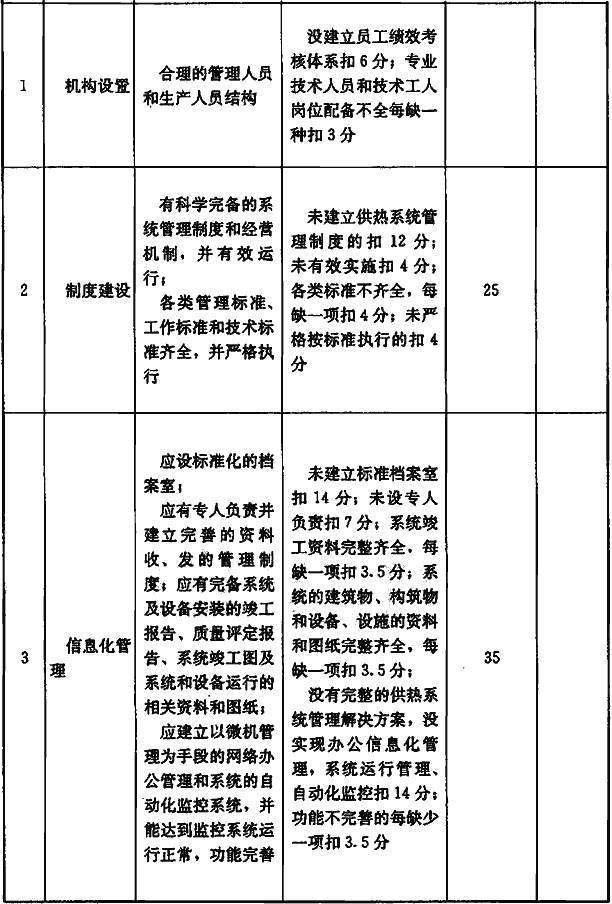 1
机构设置
合理的管理人员
和生产人员结构
没建立员工绩效考
核体系扣6分；专业
技术人员和技术工人
岗位配备不全每缺一
种扣3分
2
制度建设
有科学完备的系
统管理制度和经营
机制，并有效运
行；
各类管理标准、
工作标准和技术标
准齐全，并严格执
行
未建立供热系统管
理制度的扣12分；
未有效实施扣4分；
各类标准不齐全，每
缺一项扣4分；未严
格按标准执行的扣4
分
25
3
信息化管
理
应设标准化的档
案室；
应有专人负责并
建立完善的资料
收、发的管理制
度；应有完备系统
及设备安装的竣工
报告、质量评定报
告、系统竣工图及
系统和设备运行的
相关资料和图纸；
应建立以微机管
理为手段的网络办
公管理和系统的自
动化监控系统，并
能达到监控系统运
行正常，功能完善
未建立标准档案室
扣14分；未设专人
负责扣7分；系统竣
工资料完整齐全，每
缺一项扣3.5分；系
统的建筑物、构筑物
和设备、设施的资料
和图纸完整齐全，每
缺一项扣3.5分；
没有完整的供热系
统管理解决方案，没
实现办公信息化管
理，系统运行管理、
自动化监控扣14分；
功能不完善的每缺少
一项扣3.5分
35